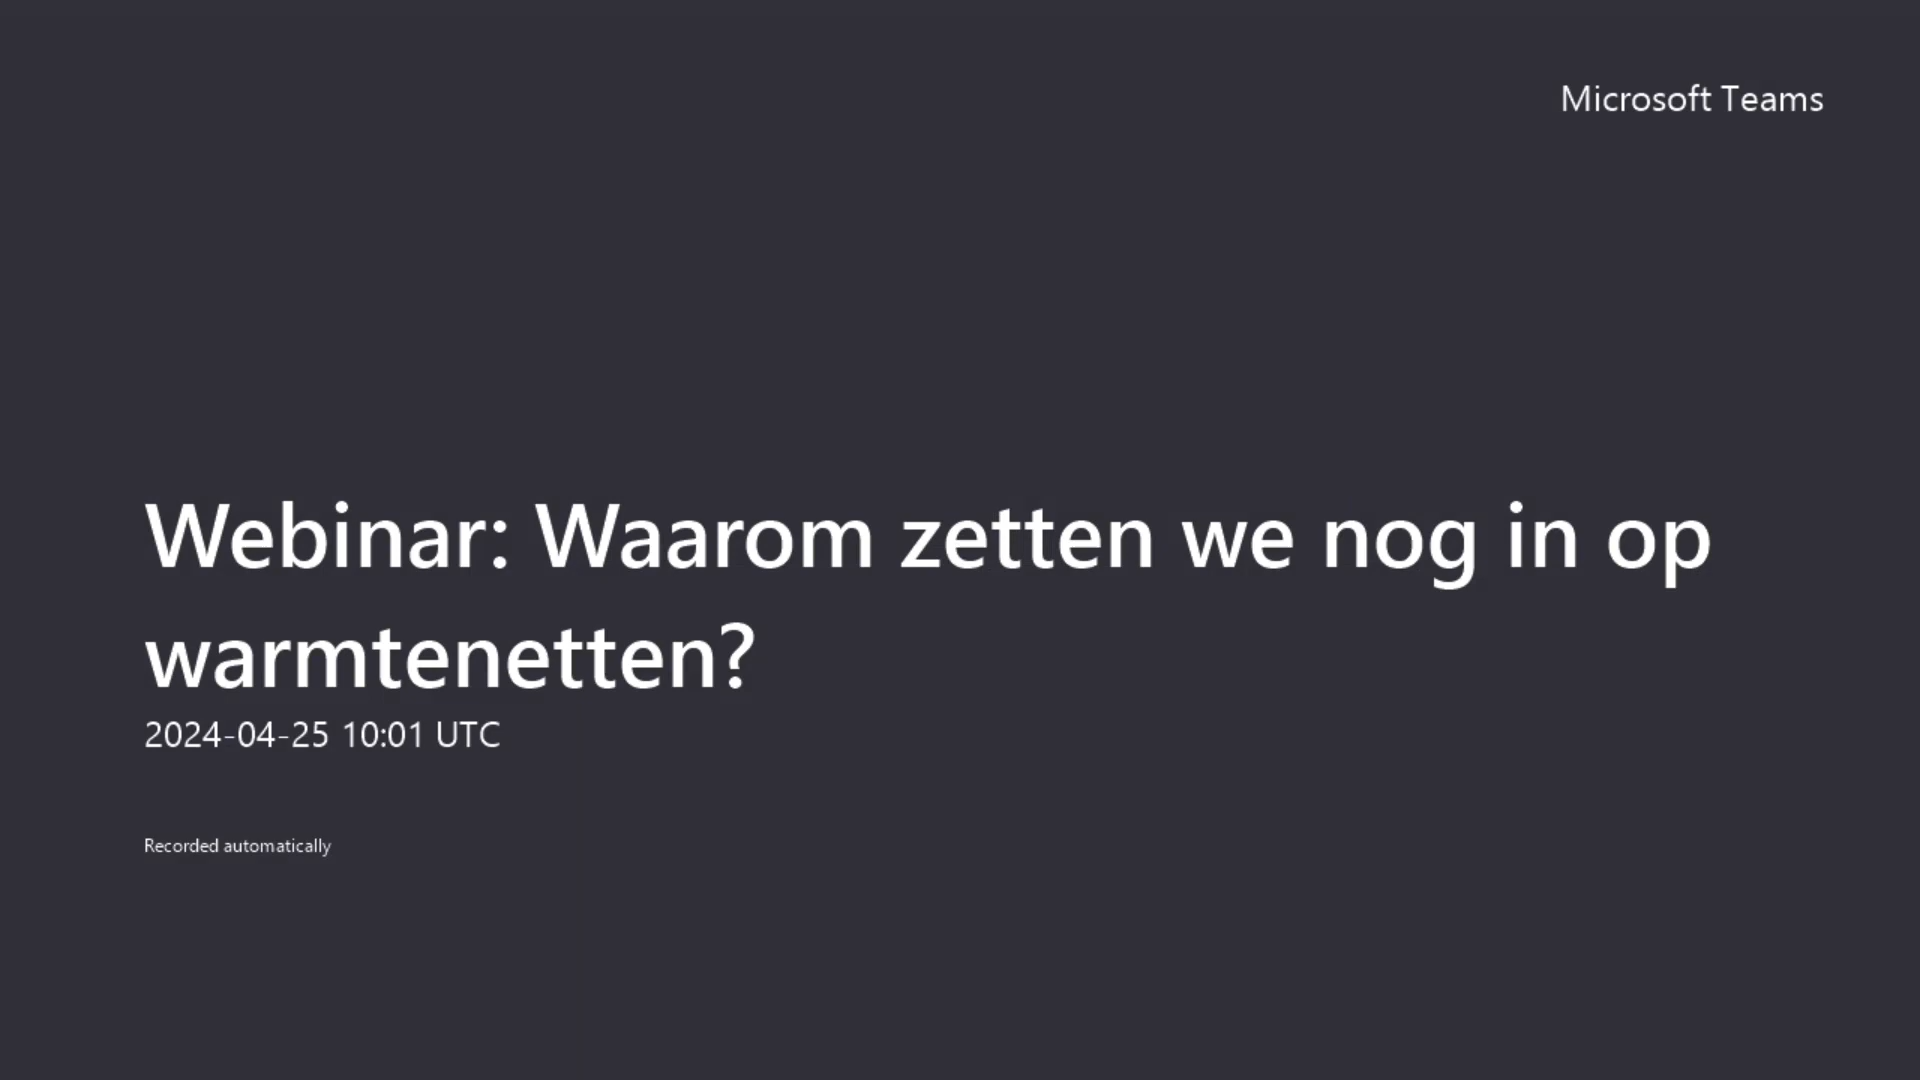 Microsoft Teams
Webinar: Waarom zetten we nog in op
warmtenetten?
2024-04-25 10:01 UTC
Recorded automatically